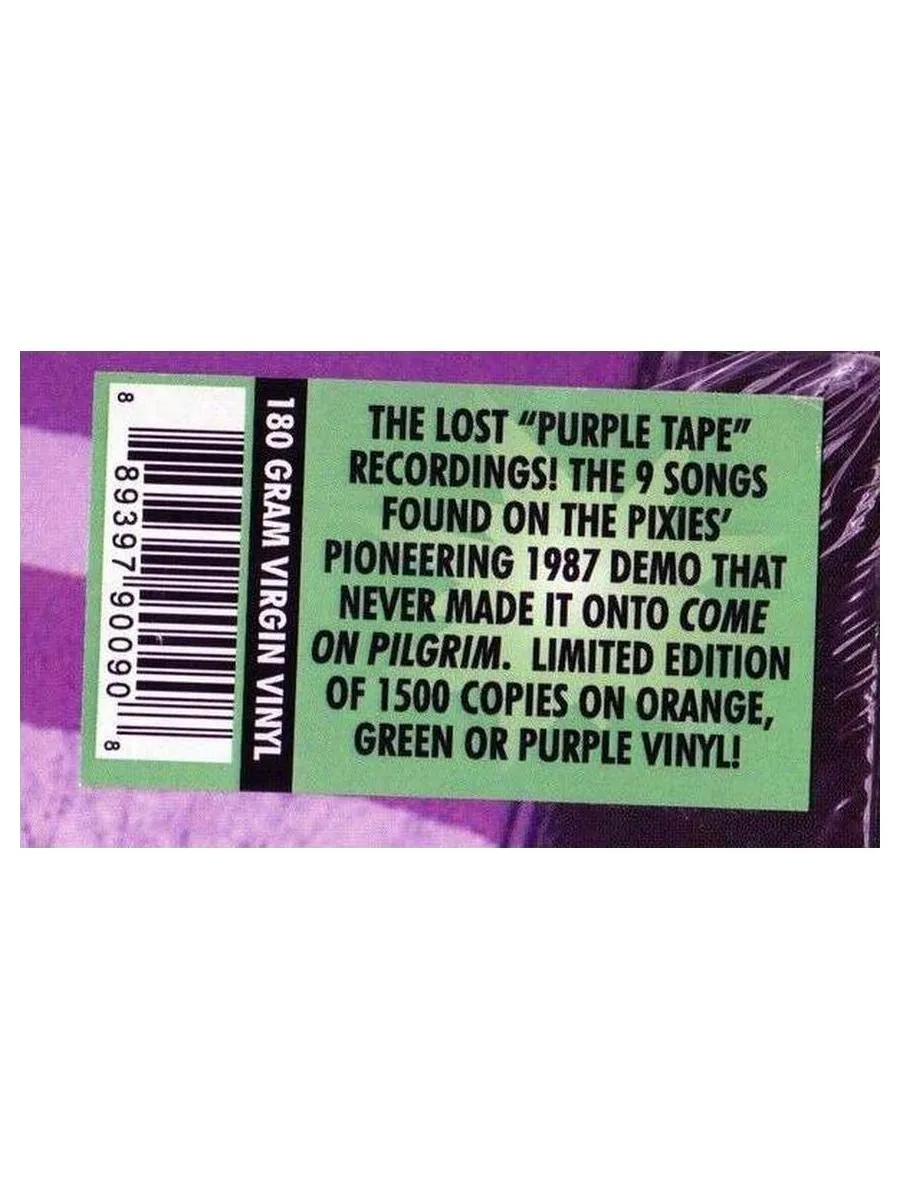 8 89397 90090 8
180 GRAM VIRGIN VINYL
THE LOST “PURPLE TAPE”
RECORDINGS! THE 9 SONGS
FOUND ON THE PIXIES’
PIONEERING 1987 DEMO THAT
NEVER MADE IT ONTO COME
ON PILGRIM. LIMITED EDITION
OF 1500 COPIES ON ORANGE,
GREEN OR PURPLE VINYL!